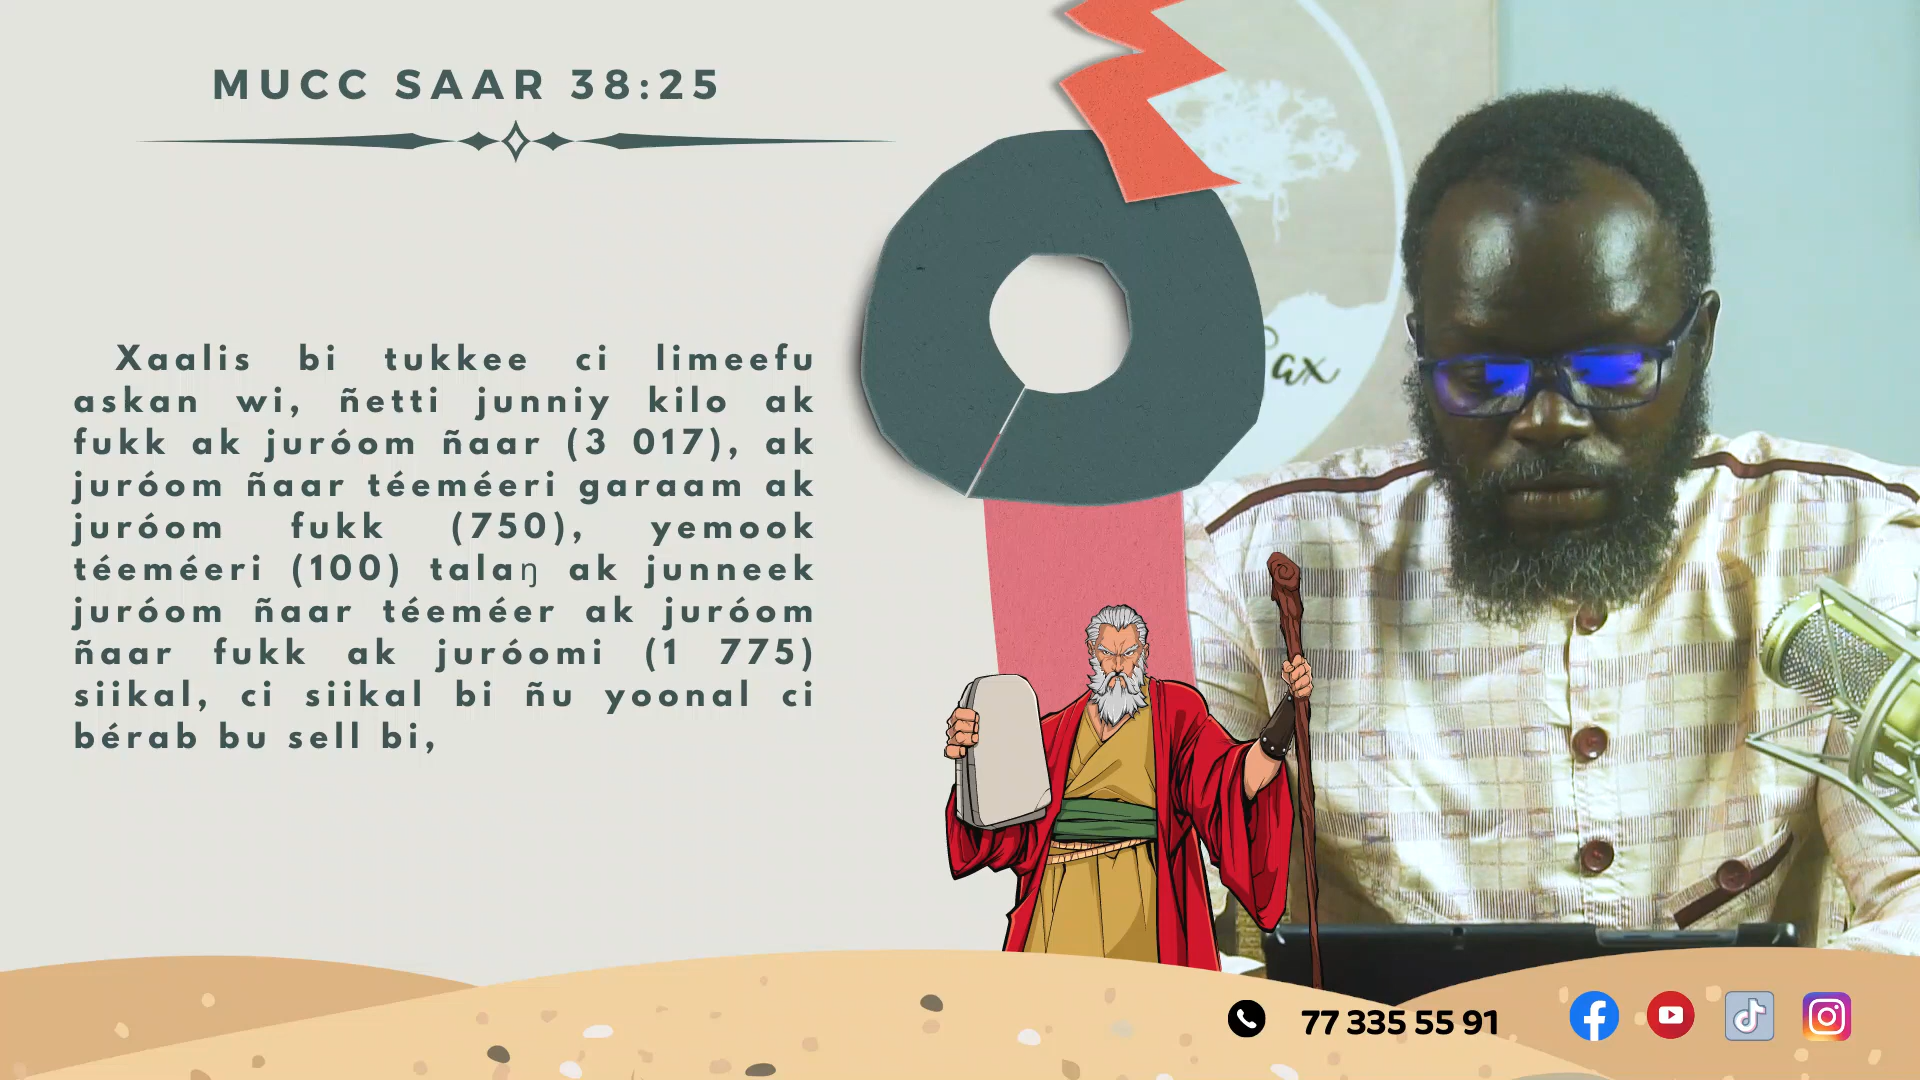 MUCC SAAR 38:25
Xaalis bi tukkee ci limeefu
askan wi, ñetti junniy kilo ak
fukk ak juróom ñaar (3 017), ak
juróom ñaar téeméeri garaam ak
juróom fukk (750), yemook
téeméeri (100) talaŋ ak junneek
juróom ñaar téeméer ak juróom
ñaar fukk ak juróomi (1 775)
siikal, ci siikal bi ñu yoonal ci
bérab bu sell bi,
77 335 55 91